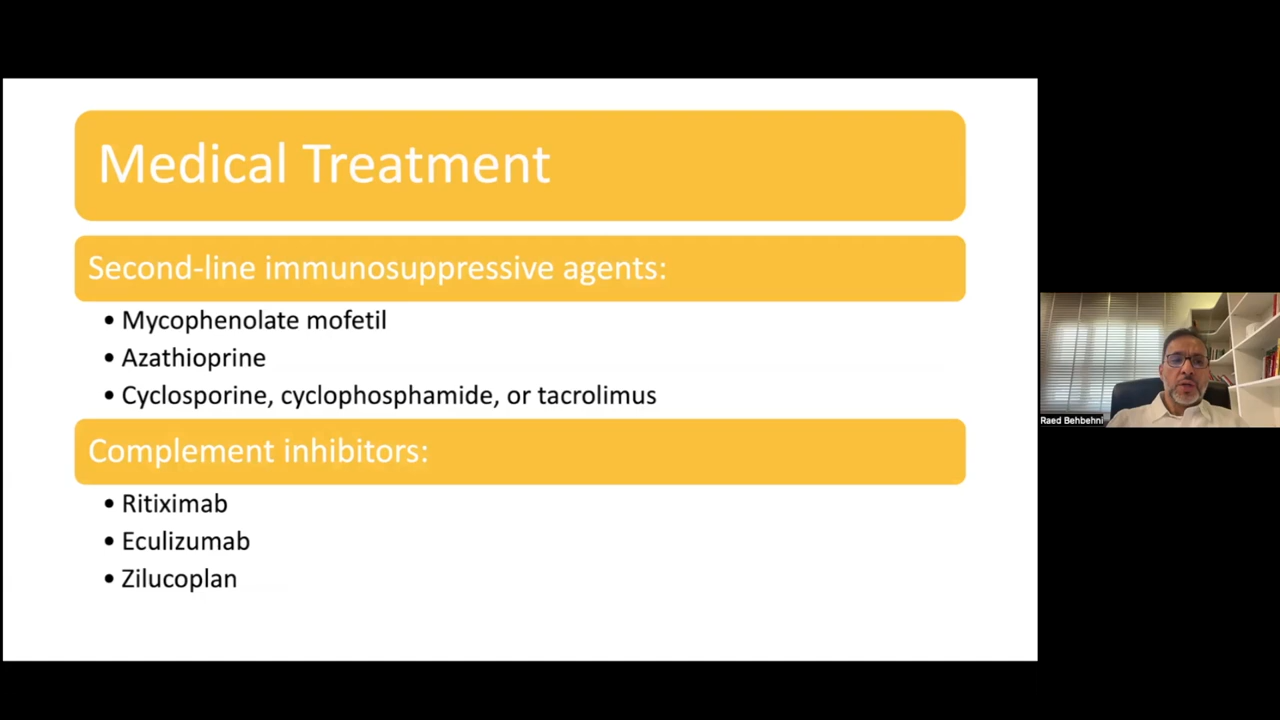 Medical Treatment
Second-line immunosuppressive agents:
• Mycophenolate mofetil
• Azathioprine
• Cyclosporine, cyclophosphamide, or tacrolimus
Complement inhibitors:
• Ritiximab
• Eculizumab
• Zilucoplan
Raed Behbehni